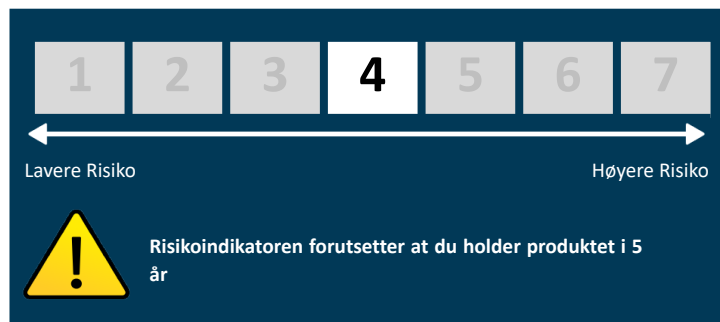 1 2 3 4 5 6 7
Lavere Risiko Høyere Risiko
Risikoindikatoren forutsetter at du holder produktet i 5
år